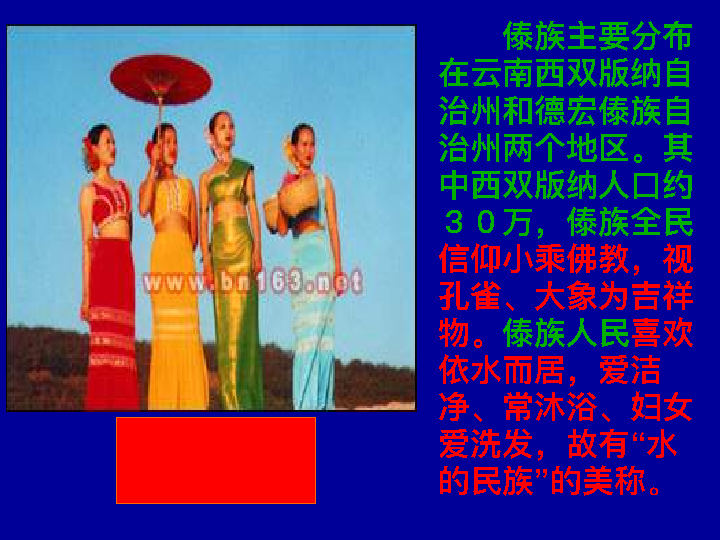 傣族主要分布
在云南西双版纳自
治州和德宏傣族自
治州两个地区。其
中西双版纳人口约
３０万，傣族全民
信仰小乘佛教，视
孔雀、大象为吉祥
物。傣族人民喜欢
依水而居，爱洁
净、常沐浴、妇女
爱洗发，故有“水
的民族”的美称。
www.bn163.net